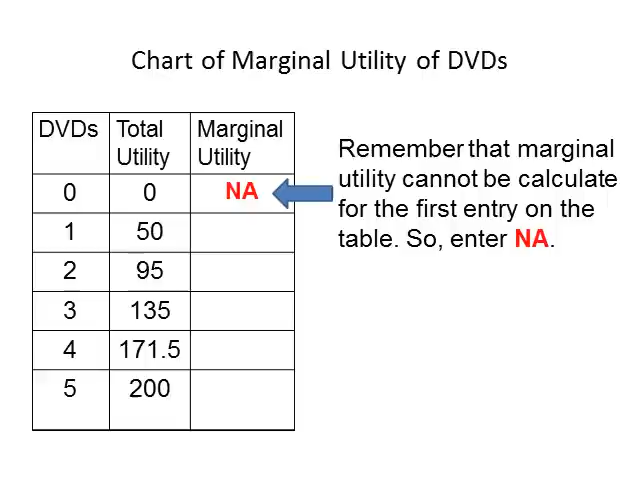 Chart of Marginal Utility of DVDs
DVDs Total Utility Marginal Utility
0 0 NA
1 50
2 95
3 135
4 171.5
5 200
Remember that marginal
utility cannot be calculate
for the first entry on the
table. So, enter NA.